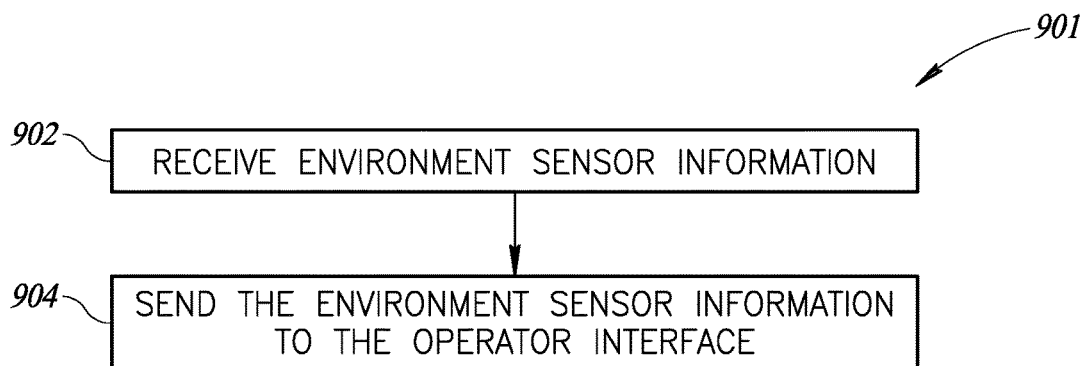 901
902
RECEIVE ENVIRONMENT SENSOR INFORMATION
904
SEND THE ENVIRONMENT SENSOR INFORMATION
TO THE OPERATOR INTERFACE